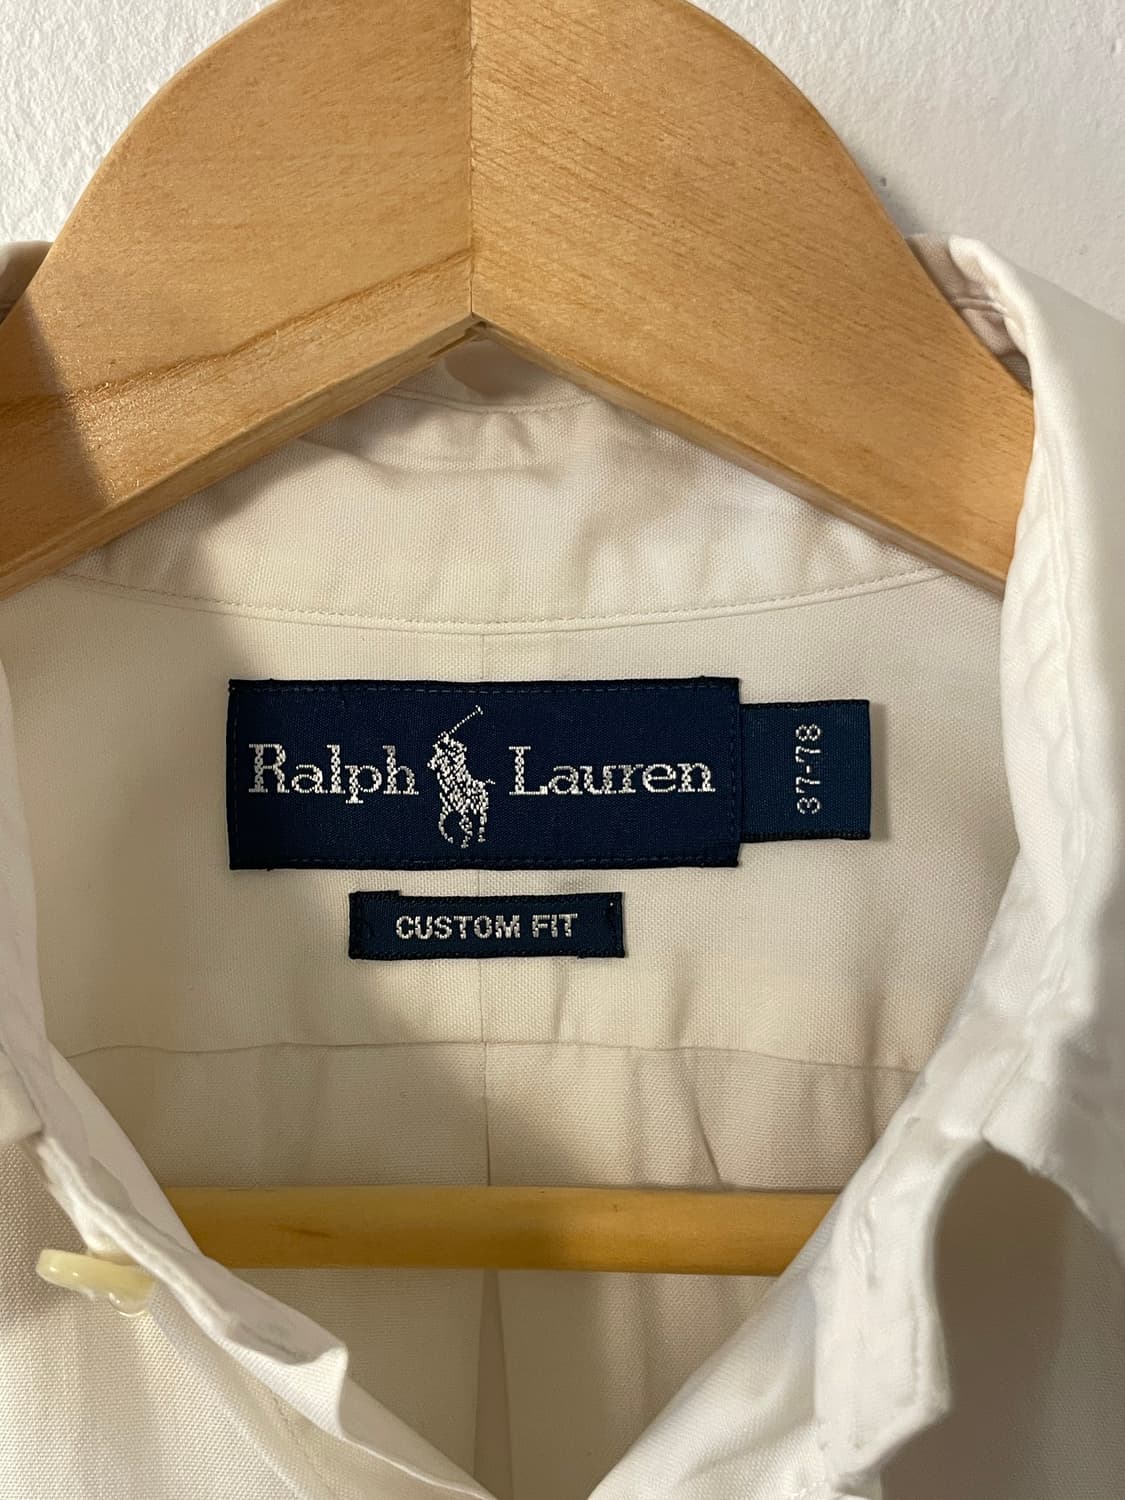 Ralph Lauren
37-78
CUSTOM FIT